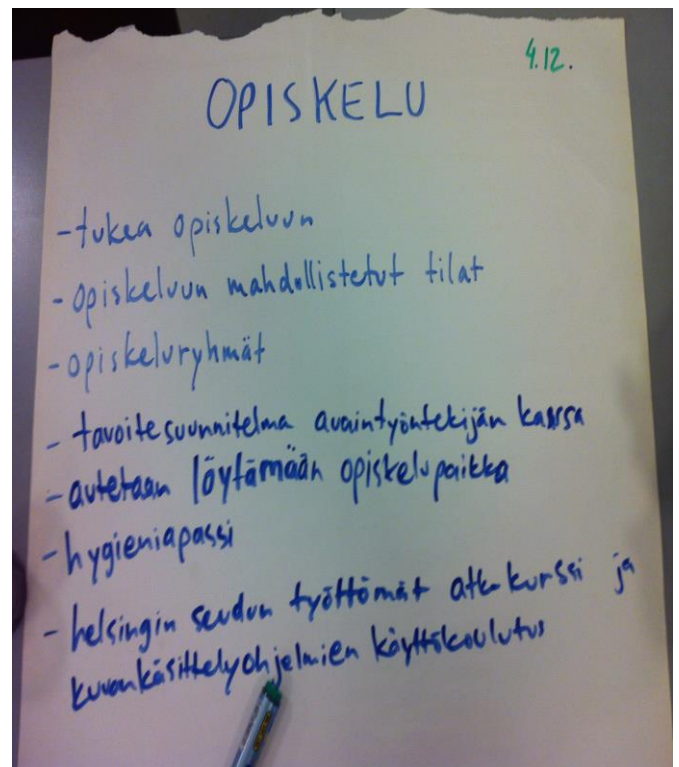 4.12.
OPISKELU
-tukea opiskeluun
-opiskeluun mahdollistetut tilat
-opiskeluryhmät
- tavoitesuunnitelma avaintyöntekijän kanssa
-autetaan löytämään opiskelupaikka
-hygieniapassi
-helsingin seudun työttömät atk-kurssi ja
kuvankäsittelyohjelmien käyttökoulutus